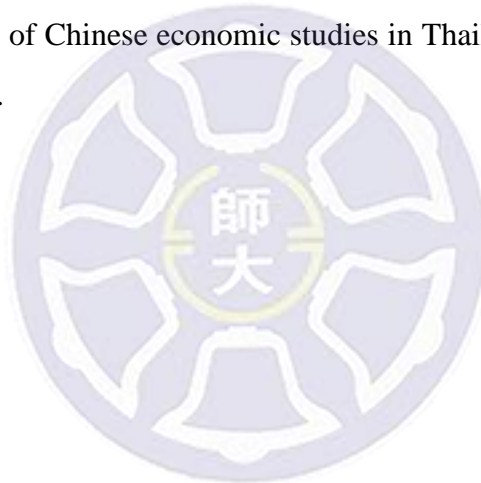 of Chinese economic studies in Thai
.
師
大